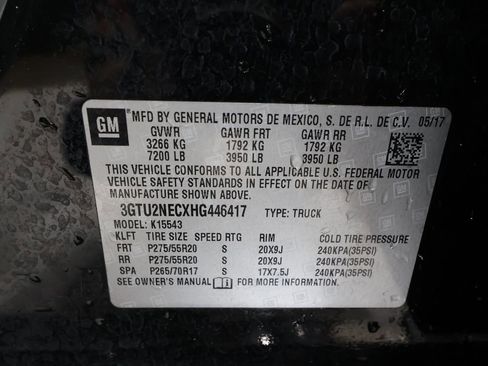 GM
MFD BY GENERAL MOTORS DE MEXICO, S. DE R.L. DE C.V. 05/17
GVWR GAWR FRT GAWR RR
3266 KG 1792 KG 1792 KG
7200 LB 3950 LB 3950 LB
THIS VEHICLE CONFORMS TO ALL APPLICABLE U.S. FEDERAL MOTOR
VEHICLE SAFETY STANDARDS IN EFFECT ON THE DATE OF
MANUFACTURE SHOWN ABOVE.
3GTU2NECXHG446417 TYPE: TRUCK
MODEL: K15543
KLFT TIRE SIZE SPEED RTG RIM COLD TIRE PRESSURE
FRT P275/55R20 S 20X9J 240KPA(35PSI)
RR P275/55R20 S 20X9J 240KPA(35PSI)
SPA P265/70R17 S 17X7.5J 240KPA(35PSI)
SEE OWNER'S MANUAL FOR MORE INFORMATION